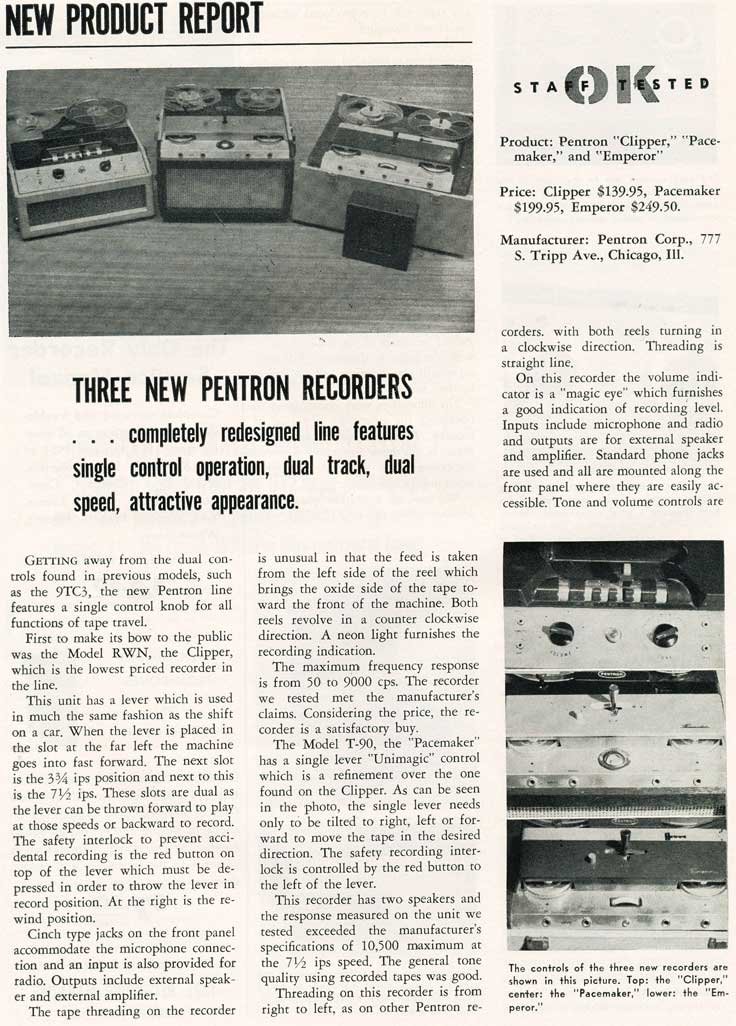 NEW PRODUCT REPORT
THREE NEW PENTRON RECORDERS
. . . completely redesigned line features
single control operation, dual track, dual
speed, attractive appearance.
GETTING away from the dual con-
trols found in previous models, such
as the 9TC3, the new Pentron line
features a single control knob for all
functions of tape travel.
First to make its bow to the public
was the Model RWN, the Clipper,
which is the lowest priced recorder in
the line.
This unit has a lever which is used
in much the same fashion as the shift
on a car. When the lever is placed in
the slot at the far left the machine
goes into fast forward. The next slot
is the 3¾ ips position and next to this
is the 7½ ips. These slots are dual as
the lever can be thrown forward to play
at those speeds or backward to record.
The safety interlock to prevent acci-
dental recording is the red button on
top of the lever which must be de-
pressed in order to throw the lever in
record position. At the right is the re-
wind position.
Cinch type jacks on the front panel
accommodate the microphone connec-
tion and an input is also provided for
radio. Outputs include external speak-
er and external amplifier.
The tape threading on the recorder
is unusual in that the feed is taken
from the left side of the reel which
brings the oxide side of the tape to-
ward the front of the machine. Both
reels revolve in a counter clockwise
direction. A neon light furnishes the
recording indication.
The maximum frequency response
is from 50 to 9000 cps. The recorder
we tested met the manufacturer's
claims. Considering the price, the re-
corder is a satisfactory buy.
The Model T-90, the "Pacemaker"
has a single lever "Unimagic" control
which is a refinement over the one
found on the Clipper. As can be seen
in the photo, the single lever needs
only to be tilted to right, left or for-
ward to move the tape in the desired
direction. The safety recording inter-
lock is controlled by the red button to
the left of the lever.
This recorder has two speakers and
the response measured on the unit we
tested exceeded the manufacturer's
specifications of 10,500 maximum at
the 7½ ips speed. The general tone
quality using recorded tapes was good.
Threading on this recorder is from
right to left, as on other Pentron re-
STAFF OK TESTED
Product: Pentron "Clipper," "Pace-
maker," and "Emperor"
Price: Clipper $139.95, Pacemaker
$199.95, Emperor $249.50.
Manufacturer: Pentron Corp., 777
S. Tripp Ave., Chicago, Ill.
corders. with both reels turning in
a clockwise direction. Threading is
straight line.
On this recorder the volume indi-
cator is a "magic eye" which furnishes
a good indication of recording level.
Inputs include microphone and radio
and outputs are for external speaker
and amplifier. Standard phone jacks
are used and all are mounted along the
front panel where they are easily ac-
cessible. Tone and volume controls are
VOLUME
PENTRON
The controls of the three new recorders are
shown in this picture. Top: the "Clipper,"
center: the "Pacemaker," lower: the "Em-
peror."